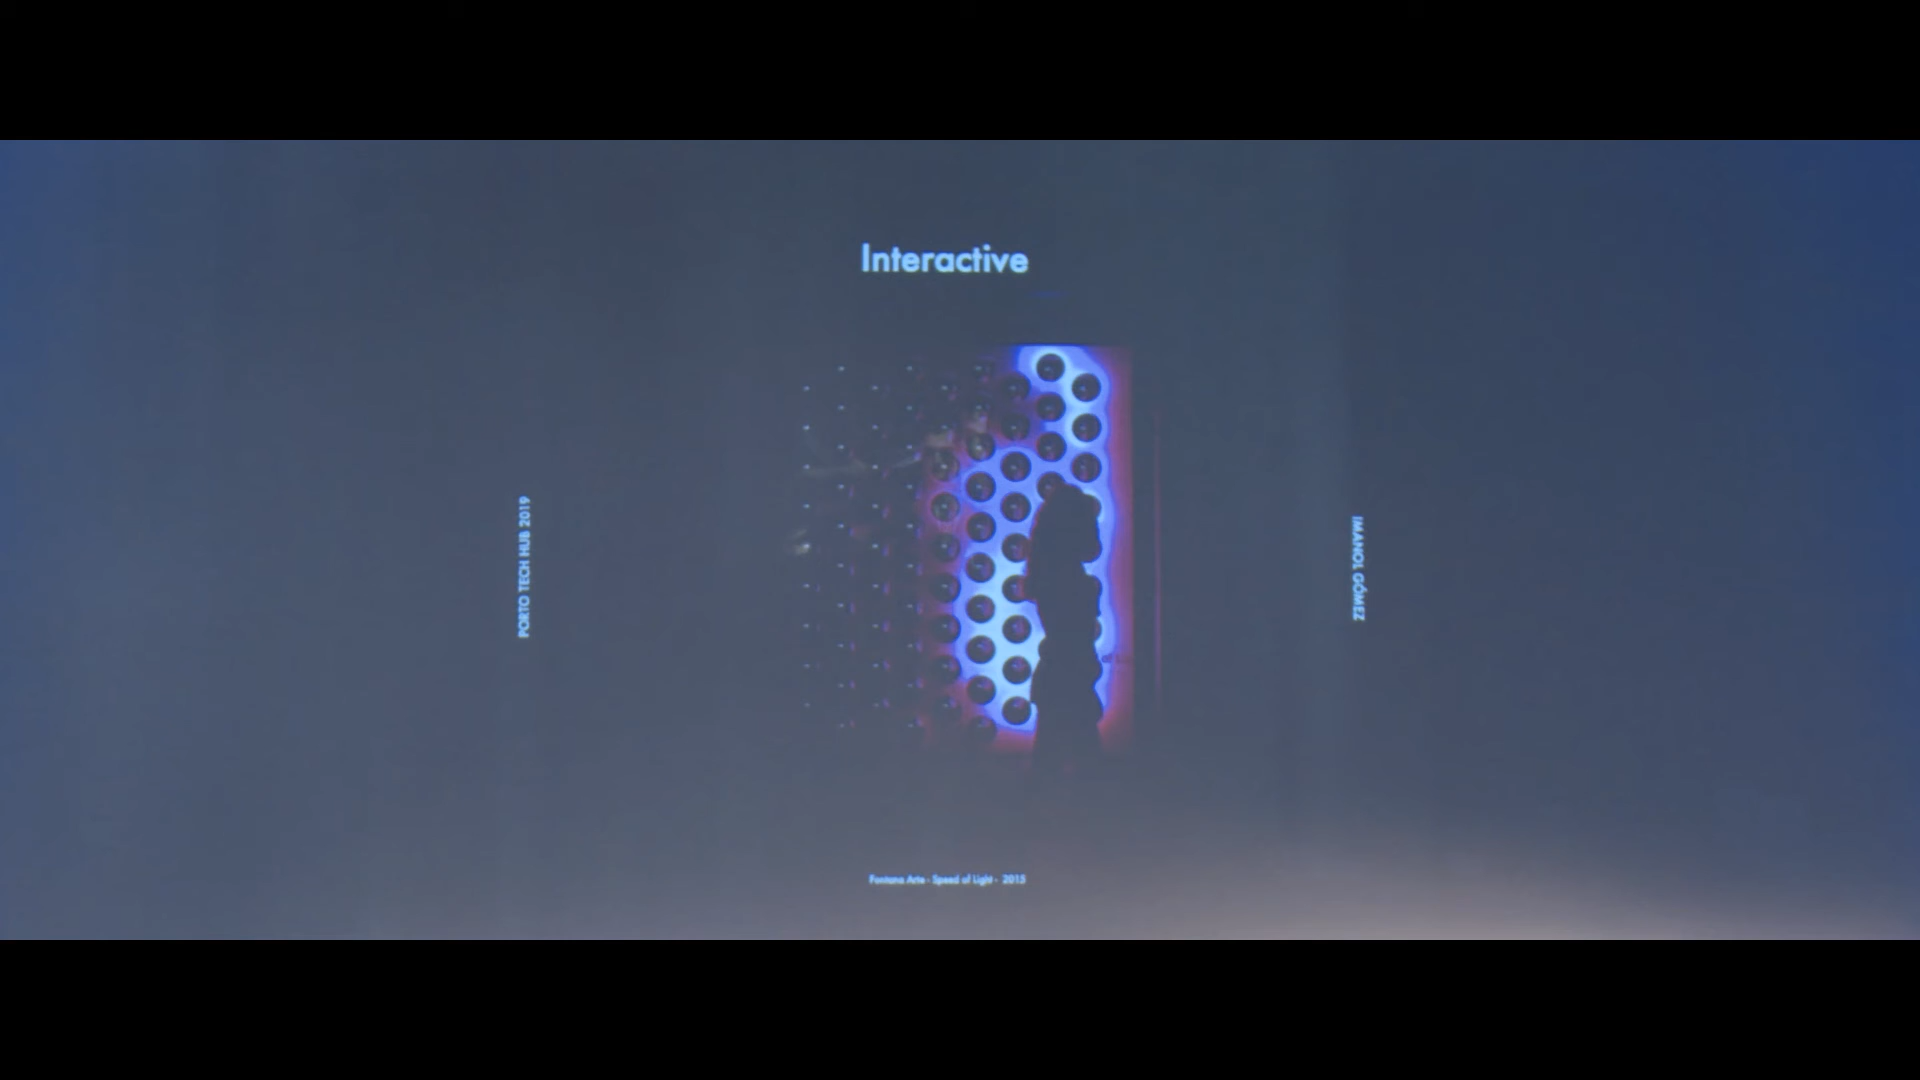 Interactive
PORTO TECH HUB 2019
IMANOL GÓMEZ
Fontana Arte - Speed of Light - 2015